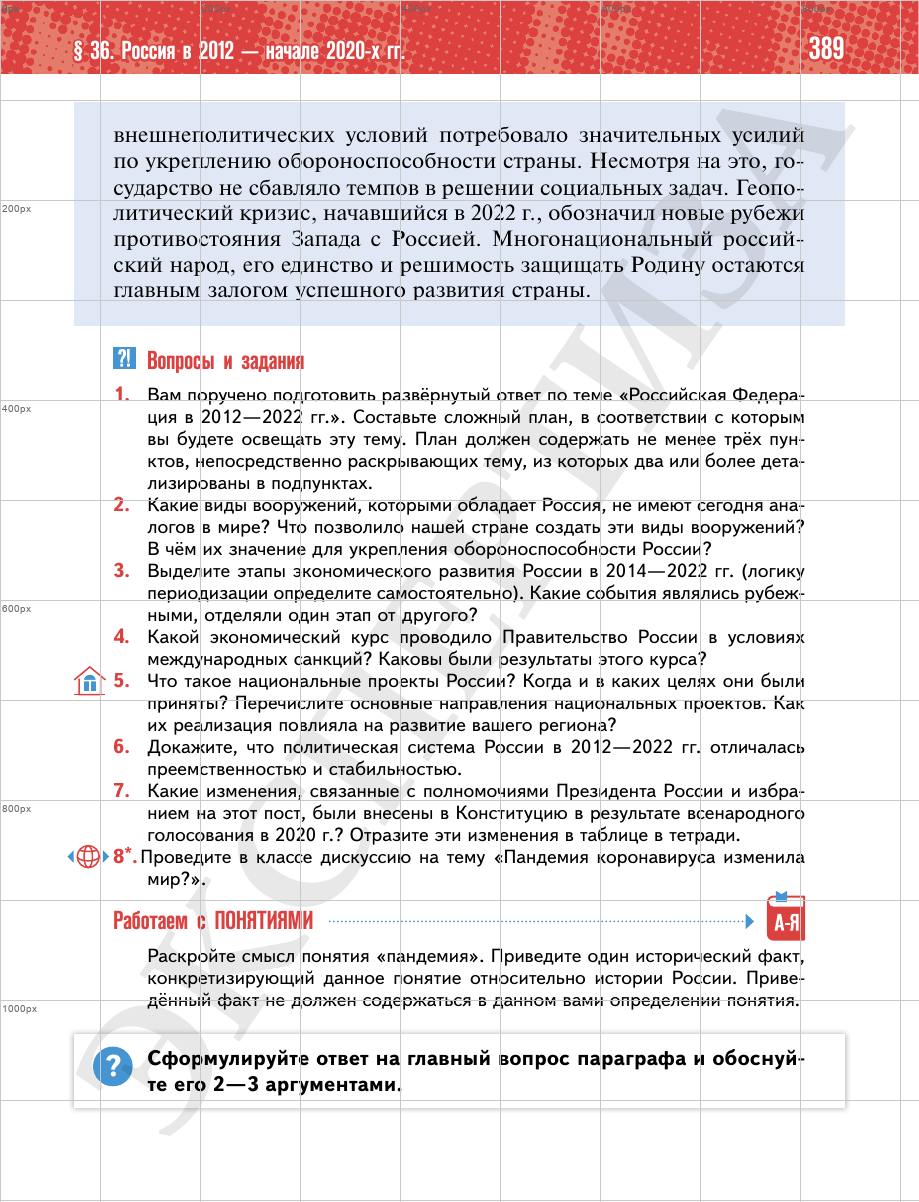 § 36. Россия в 2012 — начале 2020-х гг.
389
внешнеполитических условий потребовало значительных усилий
по укреплению обороноспособности страны. Несмотря на это, го-
сударство не сбавляло темпов в решении социальных задач. Геопо-
литический кризис, начавшийся в 2022 г., обозначил новые рубежи
противостояния Запада с Россией. Многонациональный россий-
ский народ, его единство и решимость защищать Родину остаются
главным залогом успешного развития страны.
?! Вопросы и задания
1. Вам поручено подготовить развёрнутый ответ по теме «Российская Федера-
ция в 2012—2022 гг.». Составьте сложный план, в соответствии с которым
вы будете освещать эту тему. План должен содержать не менее трёх пун-
ктов, непосредственно раскрывающих тему, из которых два или более дета-
лизированы в подпунктах.
2. Какие виды вооружений, которыми обладает Россия, не имеют сегодня ана-
логов в мире? Что позволило нашей стране создать эти виды вооружений?
В чём их значение для укрепления обороноспособности России?
3. Выделите этапы экономического развития России в 2014—2022 гг. (логику
периодизации определите самостоятельно). Какие события являлись рубеж-
ными, отделяли один этап от другого?
4. Какой экономический курс проводило Правительство России в условиях
международных санкций? Каковы были результаты этого курса?
5. Что такое национальные проекты России? Когда и в каких целях они были
приняты? Перечислите основные направления национальных проектов. Как
их реализация повлияла на развитие вашего региона?
6. Докажите, что политическая система России в 2012—2022 гг. отличалась
преемственностью и стабильностью.
7. Какие изменения, связанные с полномочиями Президента России и избра-
нием на этот пост, были внесены в Конституцию в результате всенародного
голосования в 2020 г.? Отразите эти изменения в таблице в тетради.
8*. Проведите в классе дискуссию на тему «Пандемия коронавируса изменила
мир?».
Работаем с ПОНЯТИЯМИ
А-Я
Раскройте смысл понятия «пандемия». Приведите один исторический факт,
конкретизирующий данное понятие относительно истории России. Приве-
дённый факт не должен содержаться в данном вами определении понятия.
? Сформулируйте ответ на главный вопрос параграфа и обоснуй-
те его 2—3 аргументами.
ЭКСПЕРТИЗА
200px
400px
600px
800px
1000px